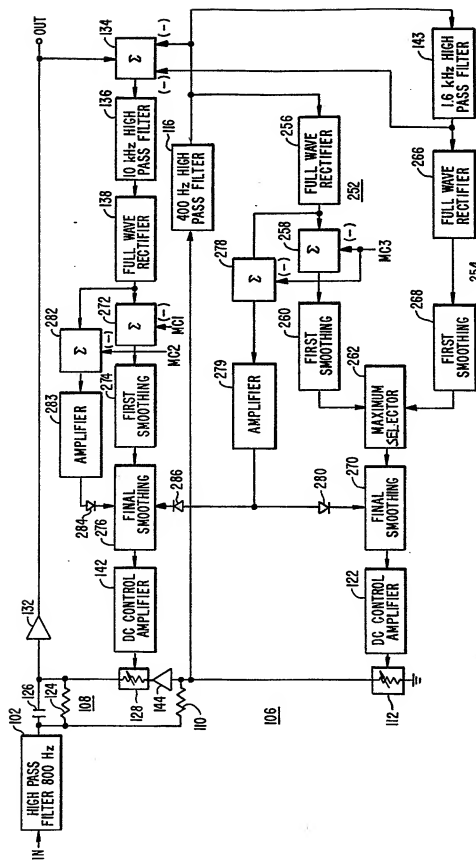 IN
HIGH PASS
FILTER 800 Hz
102
126
124
108
110
128
144
106
112
132
OUT
134
Σ
(-)
(-)
136
10 kHz HIGH
PASS FILTER
138
FULL WAVE
RECTIFIER
282
Σ
(-)
MC2
272
Σ
(-)
MC1
283
AMPLIFIER
274
FIRST
SMOOTHING
284
276
FINAL
SMOOTHING
286
142
DC CONTROL
AMPLIFIER
116
400 Hz HIGH
PASS FILTER
256
FULL WAVE
RECTIFIER
252
278
Σ
(-)
258
Σ
(-)
MC3
279
AMPLIFIER
260
FIRST
SMOOTHING
262
MAXIMUM
SELECTOR
280
270
FINAL
SMOOTHING
122
DC CONTROL
AMPLIFIER
143
1.6 kHz HIGH
PASS FILTER
266
FULL WAVE
RECTIFIER
254
268
FIRST
SMOOTHING